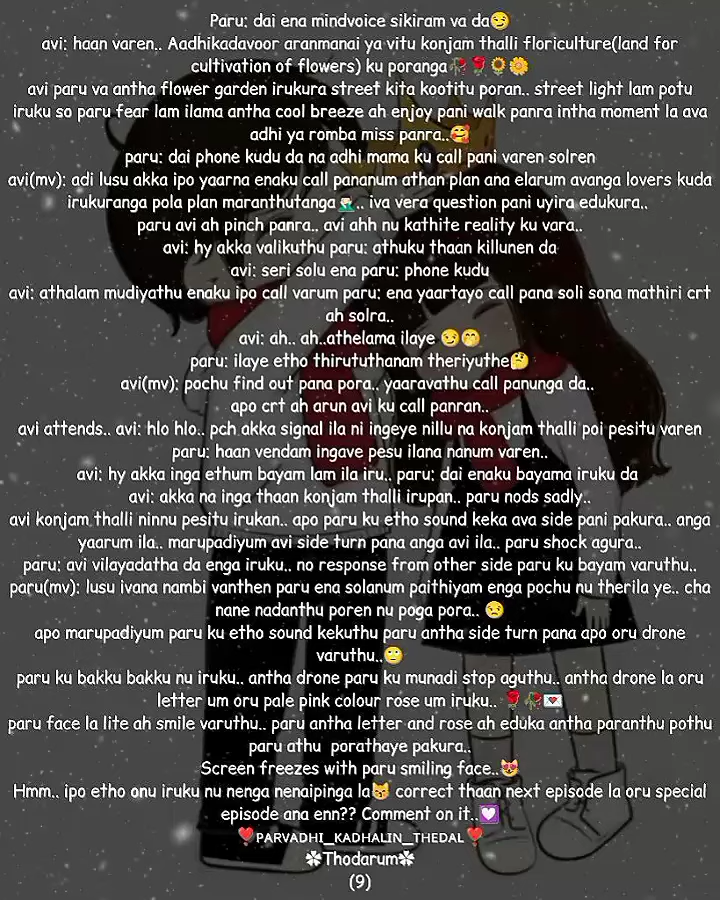 Paru: dai ena mindvoice sikiram va da😏
avi: haan varen.. Aadhikadavoor aranmanai ya vitu konjam thalli floriculture(land for
cultivation of flowers) ku poranga🥀🌹🌻🌼
avi paru va antha flower garden irukura street kita kootitu poran.. street light lam potu
iruku so paru fear lam ilama antha cool breeze ah enjoy pani walk panra intha moment la ava
adhi ya romba miss panra..🥰
paru: dai phone kudu da na adhi mama ku call pani varen solren
avi(mv): adi lusu akka ipo yaarna enaku call pananum athan plan ana elarum avanga lovers kuda
irukuranga pola plan maranthutanga🤦🏻‍♂️.. iva vera question pani uyira edukura..
paru avi ah pinch panra.. avi ahh nu kathite reality ku vara..
avi: hy akka valikuthu paru: athuku thaan killunen da
avi: seri solu ena paru: phone kudu
avi: athalam mudiyathu enaku ipo call varum paru: ena yaartayo call pana soli sona mathiri crt
ah solra..
avi: ah.. ah..athelama ilaye 😏🤭
paru: ilaye etho thirututhanam theriyuthe🤔
avi(mv): pochu find out pana pora.. yaaravathu call panunga da..
apo crt ah arun avi ku call panran..
avi attends.. avi: hlo hlo.. pch akka signal ila ni ingeye nillu na konjam thalli poi pesitu varen
paru: haan vendam ingave pesu ilana nanum varen..
avi: hy akka inga ethum bayam lam ila iru.. paru: dai enaku bayama iruku da
avi: akka na inga thaan konjam thalli irupan.. paru nods sadly..
avi konjam thalli ninnu pesitu irukan.. apo paru ku etho sound keka ava side pani pakura.. anga
yaarum ila.. marupadiyum avi side turn pana anga avi ila.. paru shock agura..
paru: avi vilayadatha da enga iruku.. no response from other side paru ku bayam varuthu..
paru(mv): lusu ivana nambi vanthen paru ena solanum paithiyam enga pochu nu therila ye.. cha
nane nadanthu poren nu poga pora.. 😒
apo marupadiyum paru ku etho sound kekuthu paru antha side turn pana apo oru drone
varuthu..🙄
paru ku bakku bakku nu iruku.. antha drone paru ku munadi stop aguthu.. antha drone la oru
letter um oru pale pink colour rose um iruku.. 🌹🥀💌
paru face la lite ah smile varuthu.. paru antha letter and rose ah eduka antha paranthu pothu
paru athu porathaye pakura..
Screen freezes with paru smiling face..😻
Hmm.. ipo etho onu iruku nu nenga nenaipinga la😼 correct thaan next episode la oru special
episode ana enn?? Comment on it..💟
❣️PARVADHI_KADHALIN_THEDAL❣️
✿Thodarum✿
(9)